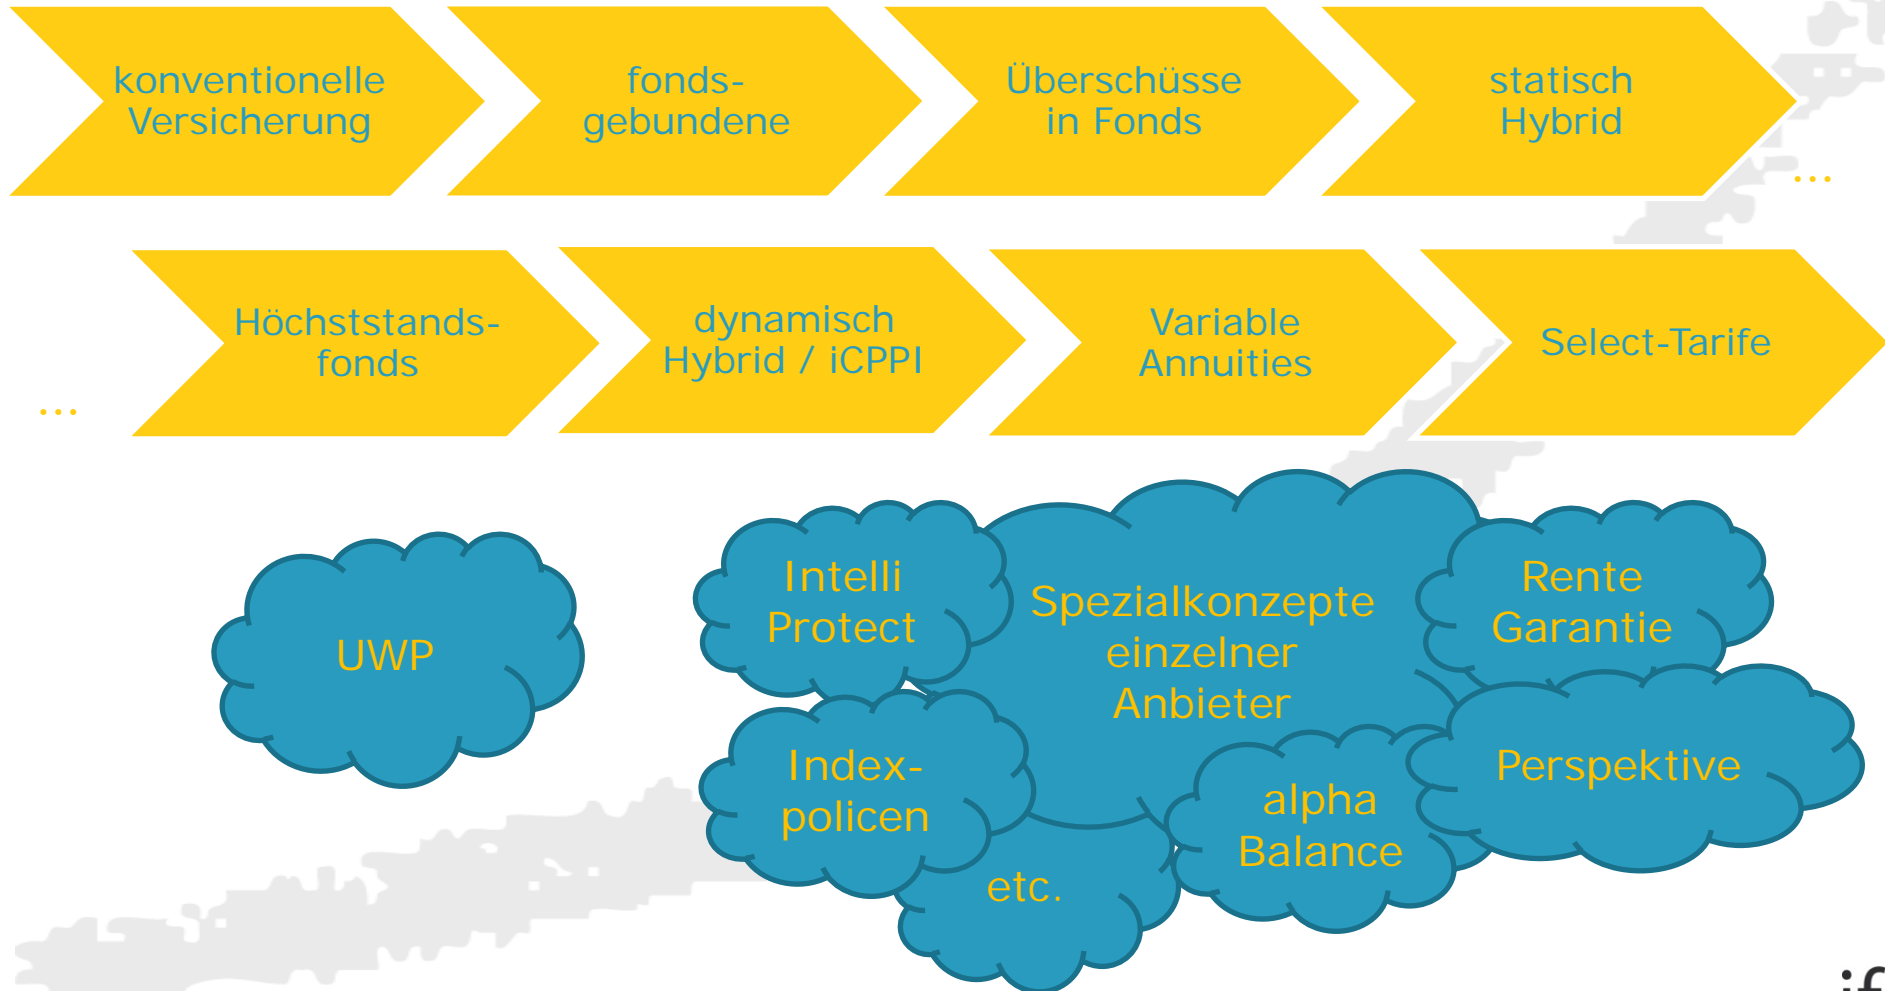 konventionelle
Versicherung
fonds-
gebundene
Überschüsse
in Fonds
statisch
Hybrid
...
...
Höchststands-
fonds
dynamisch
Hybrid / iCPPI
Variable
Annuities
Select-Tarife
UWP
Intelli
Protect
Spezialkonzepte
einzelner
Anbieter
Rente
Garantie
Index-
policen
alpha
Balance
Perspektive
etc.